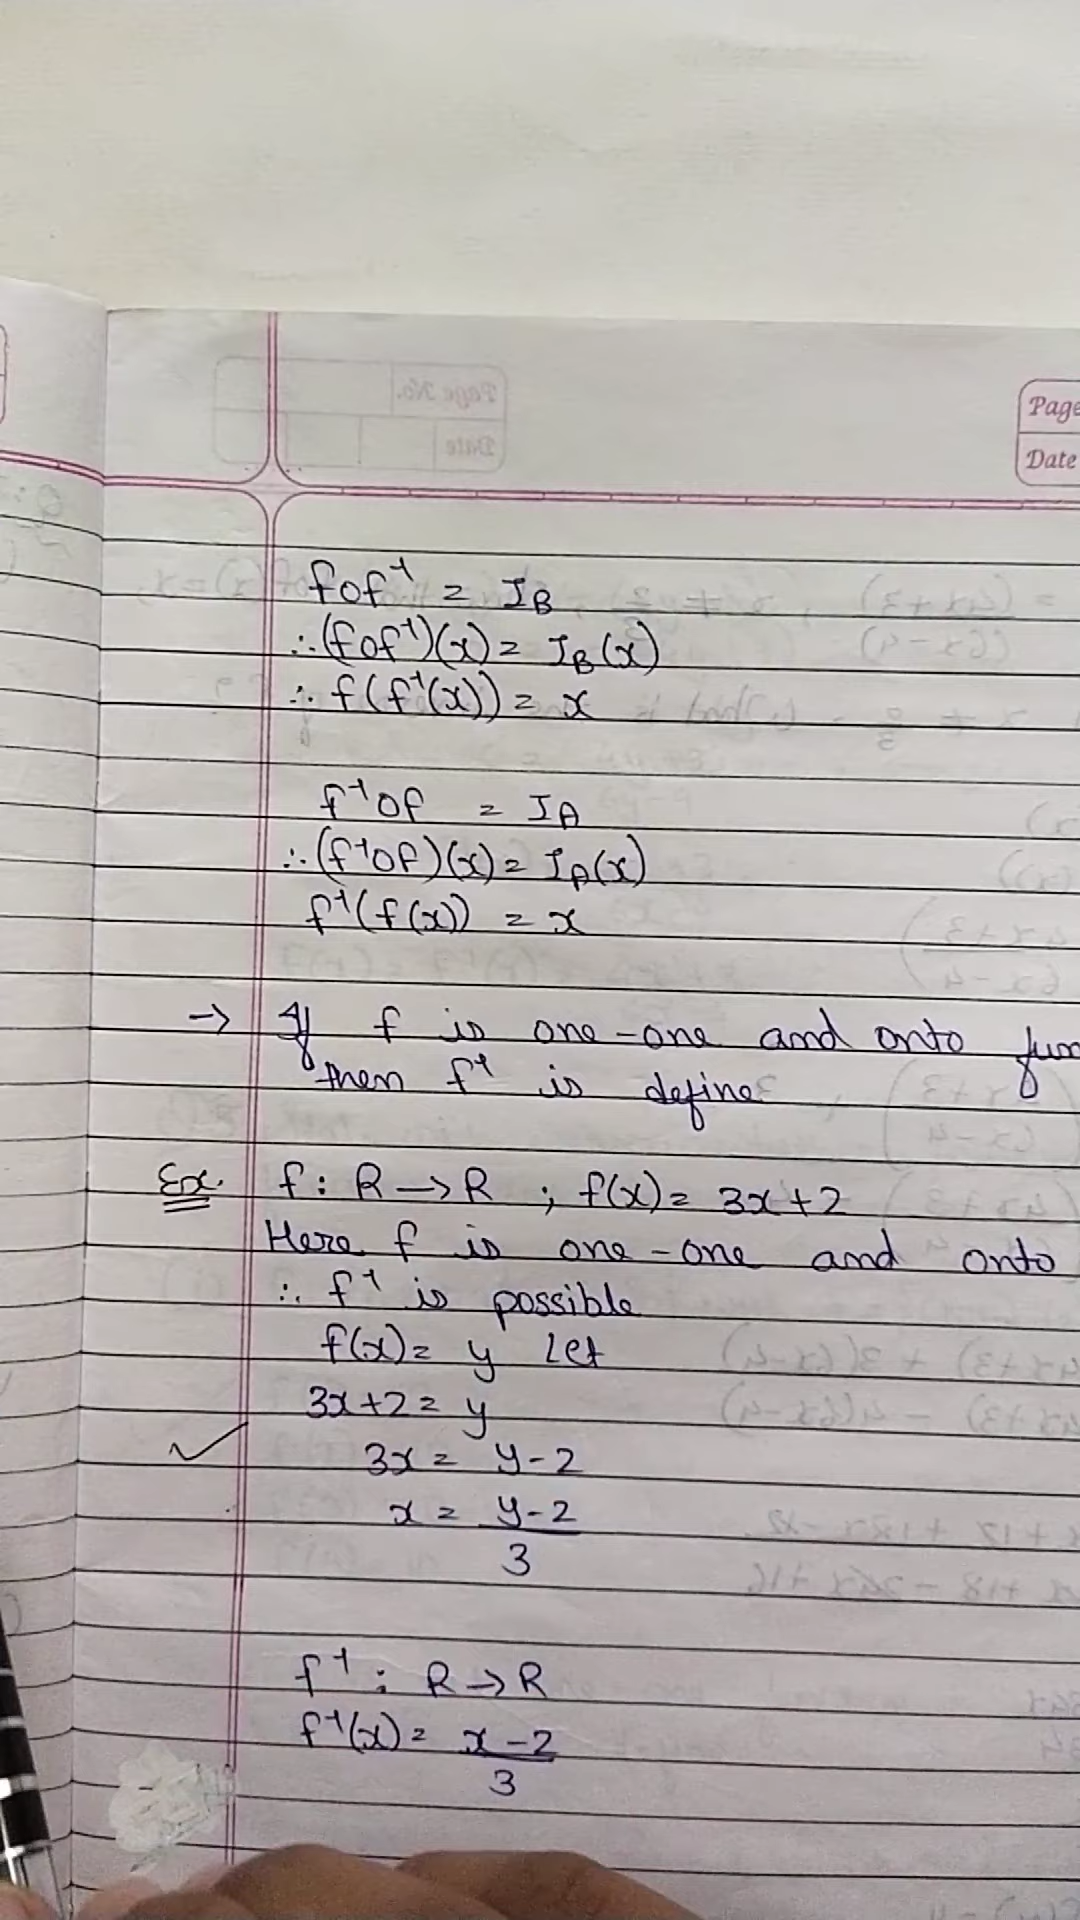 Page
Date
fof⁻¹ = I_B
∴ (fof⁻¹)(x) = I_B(x)
∴ f(f⁻¹(x)) = x
f⁻¹of = I_A
∴ (f⁻¹of)(x) = I_A(x)
f⁻¹(f(x)) = x
→ If f is one-one and onto fun
then f⁻¹ is define
Ex. f : R → R ; f(x) = 3x+2
Here f is one-one and onto
∴ f⁻¹ is possible
f(x) = y Let
3x+2 = y
3x = y-2
x = y-2
3
f⁻¹ : R → R
f⁻¹(x) = x-2
3